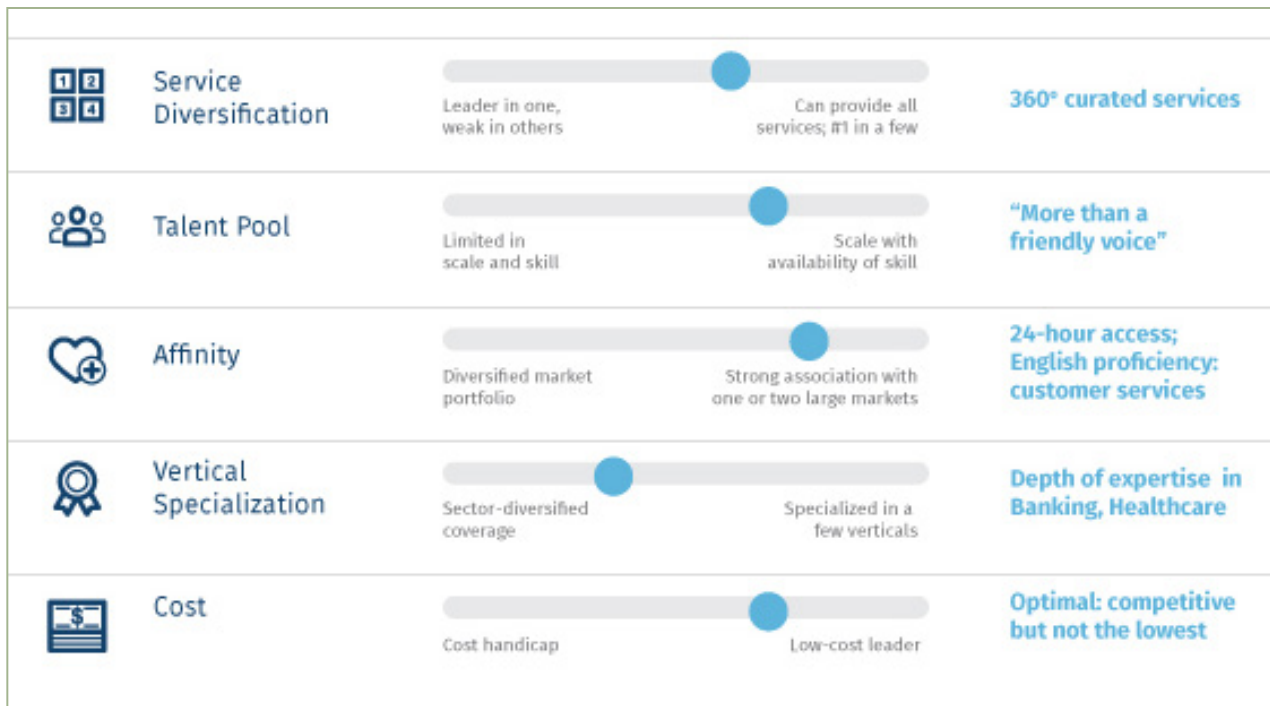 1 2
3 4
Service
Diversification
Leader in one,
weak in others
Can provide all
services; #1 in a few
360° curated services
Talent Pool
Limited in
scale and skill
Scale with
availability of skill
“More than a
friendly voice”
Affinity
Diversified market
portfolio
Strong association with
one or two large markets
24-hour access;
English proficiency:
customer services
Vertical
Specialization
Sector-diversified
coverage
Specialized in a
few verticals
Depth of expertise in
Banking, Healthcare
$
Cost
Cost handicap
Low-cost leader
Optimal: competitive
but not the lowest